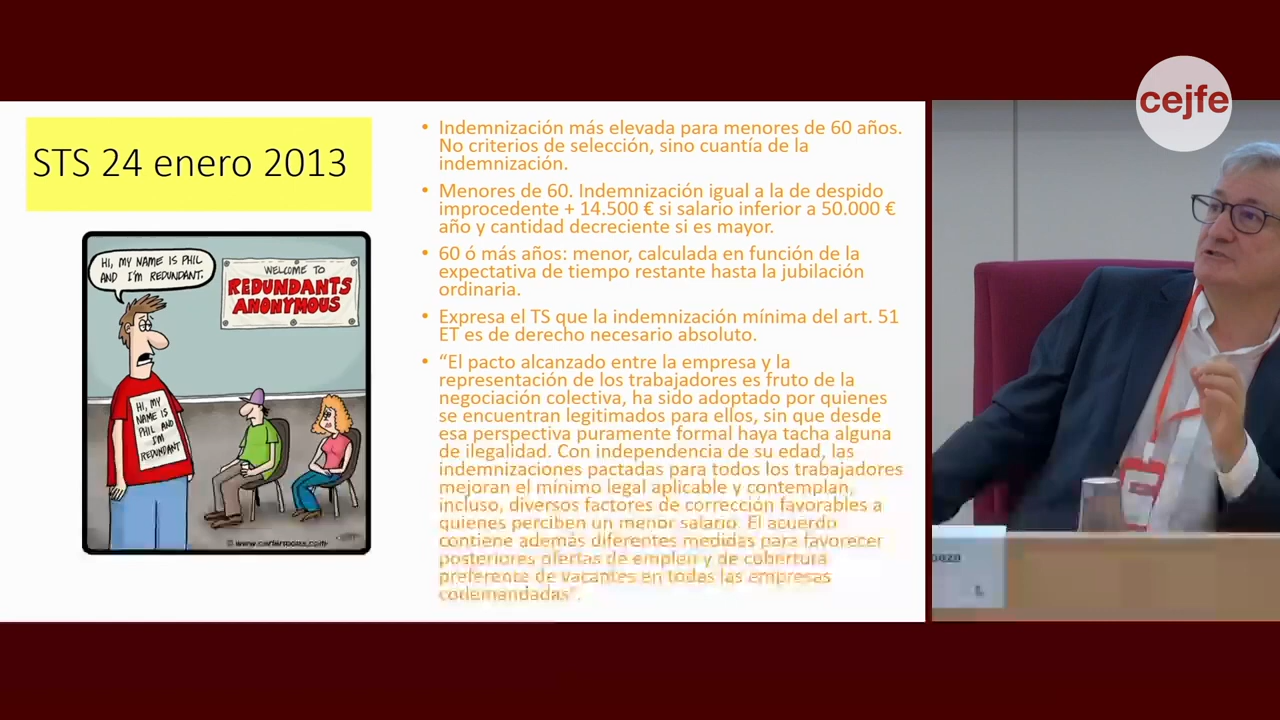 cejfe
STS 24 enero 2013
HI, MY NAME IS PHIL
AND I'M REDUNDANT.
WELCOME TO
REDUNDANTS
ANONYMOUS
HI, MY
NAME IS
PHIL AND
I'M
REDUNDANT
© www.cartertoons.com
• Indemnización más elevada para menores de 60 años.
No criterios de selección, sino cuantía de la
indemnización.
• Menores de 60. Indemnización igual a la de despido
improcedente + 14.500 € si salario inferior a 50.000 €
año y cantidad decreciente si es mayor.
• 60 ó más años: menor, calculada en función de la
expectativa de tiempo restante hasta la jubilación
ordinaria.
• Expresa el TS que la indemnización mínima del art. 51
ET es de derecho necesario absoluto.
• “El pacto alcanzado entre la empresa y la
representación de los trabajadores es fruto de la
negociación colectiva, ha sido adoptado por quienes
se encuentran legitimados para ellos, sin que desde
esa perspectiva puramente formal haya tacha alguna
de ilegalidad. Con independencia de su edad, las
indemnizaciones pactadas para todos los trabajadores
mejoran el mínimo legal aplicable y contemplan,
incluso, diversos factores de corrección favorables a
quienes perciben un menor salario. El acuerdo
contiene además diferentes medidas para favorecer
posteriores ofertas de empleo y de cobertura
preferente de vacantes en todas las empresas
codemandadas”.